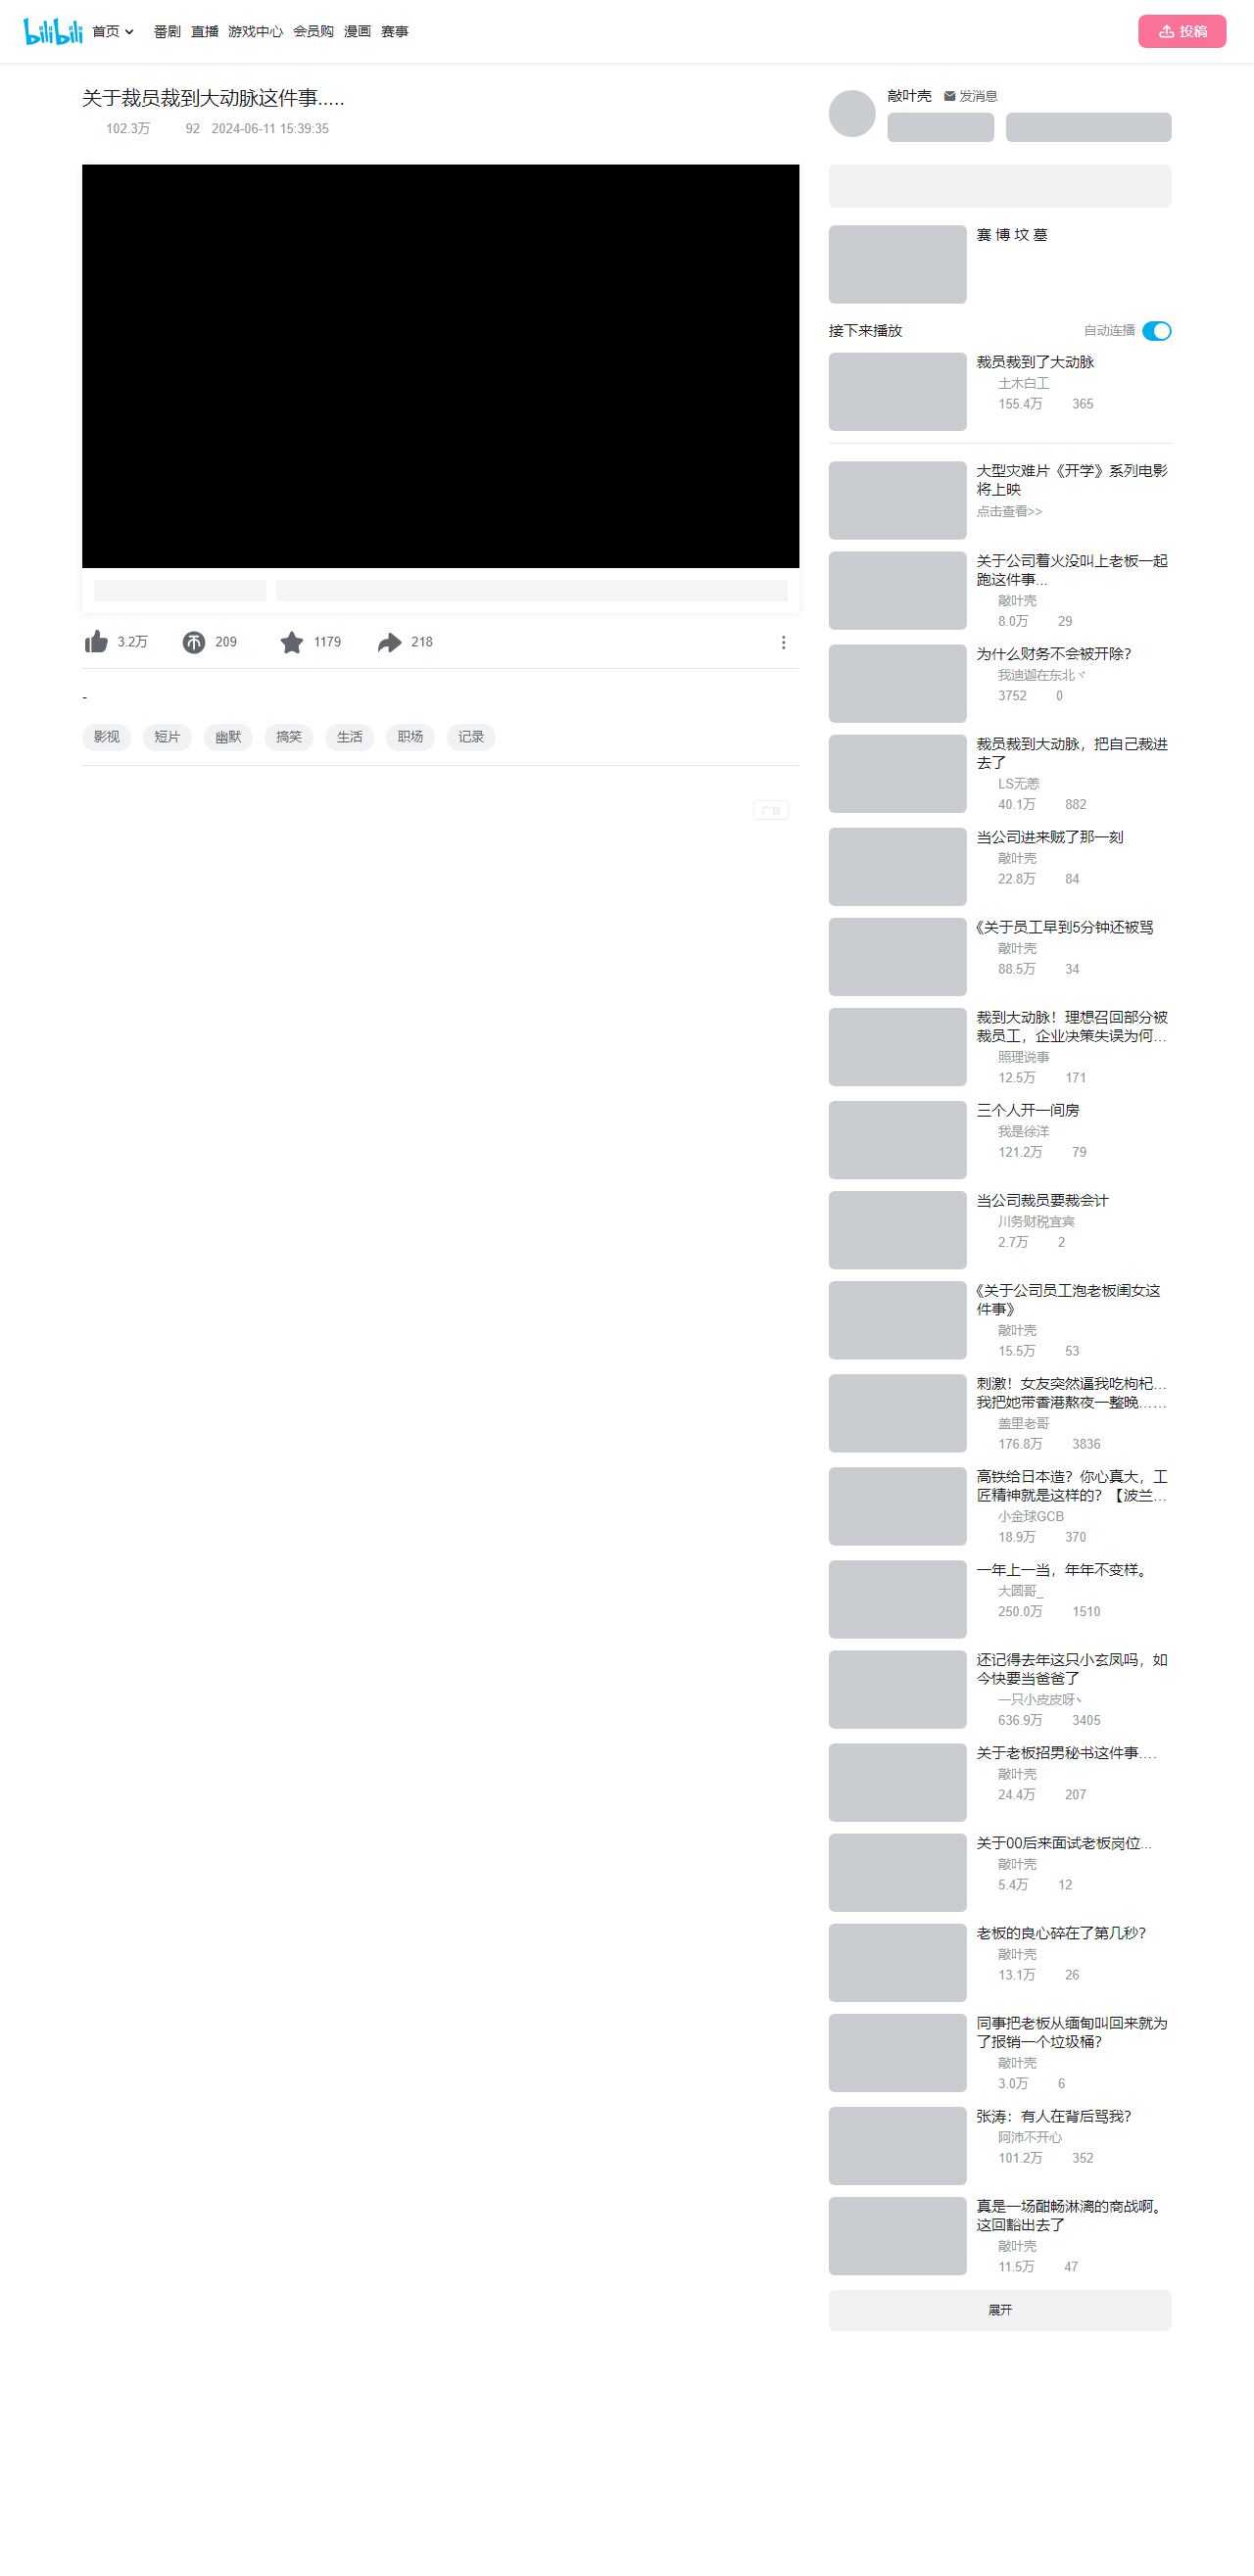 bilibili 首页 番剧 直播 游戏中心 会员购 漫画 赛事 投稿
关于裁员裁到大动脉这件事.....
102.3万 92 2024-06-11 15:39:35
3.2万 209 1179 218
-
影视 短片 幽默 搞笑 生活 职场 记录
敲叶壳 发消息
赛 博 坟 墓
接下来播放 自动连播
裁员裁到了大动脉
土木白工
155.4万 365
大型灾难片《开学》系列电影
将上映
点击查看>>
关于公司着火没叫上老板一起
跑这件事...
敲叶壳
8.0万 29
为什么财务不会被开除？
我迪迦在东北ヾ
3752 0
裁员裁到大动脉，把自己裁进
去了
LS无恙
40.1万 882
当公司进来贼了那一刻
敲叶壳
22.8万 84
《关于员工早到5分钟还被骂
敲叶壳
88.5万 34
裁到大动脉！理想召回部分被
裁员工，企业决策失误为何...
照理说事
12.5万 171
三个人开一间房
我是徐洋
121.2万 79
当公司裁员要裁会计
川务财税宜宾
2.7万 2
《关于公司员工泡老板闺女这
件事》
敲叶壳
15.5万 53
刺激！女友突然逼我吃枸杞...
我把她带香港熬夜一整晚......
盖里老哥
176.8万 3836
高铁给日本造？你心真大，工
匠精神就是这样的？【波兰...
小金球GCB
18.9万 370
一年上一当，年年不变样。
大圆哥_
250.0万 1510
还记得去年这只小玄凤吗，如
今快要当爸爸了
一只小皮皮呀丶
636.9万 3405
关于老板招男秘书这件事....
敲叶壳
24.4万 207
关于00后来面试老板岗位...
敲叶壳
5.4万 12
老板的良心碎在了第几秒？
敲叶壳
13.1万 26
同事把老板从缅甸叫回来就为
了报销一个垃圾桶？
敲叶壳
3.0万 6
张涛：有人在背后骂我？
阿沛不开心
101.2万 352
真是一场酣畅淋漓的商战啊。
这回豁出去了
敲叶壳
11.5万 47
展开